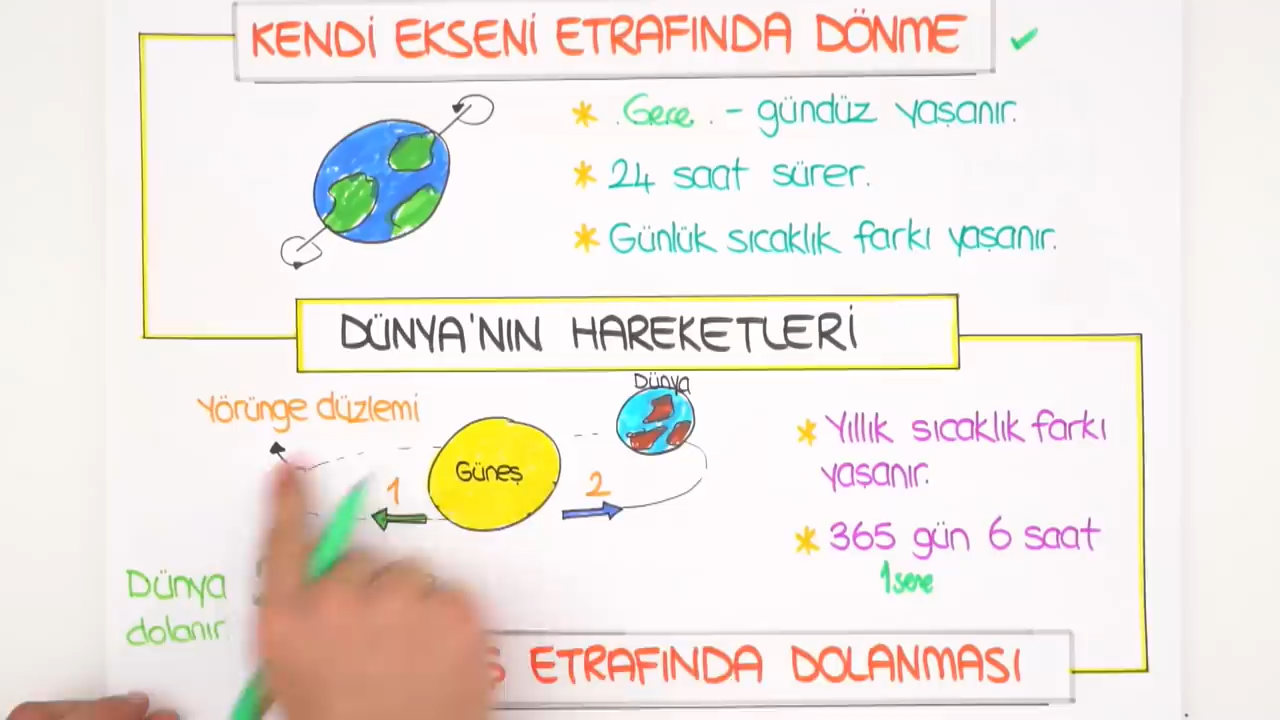 KENDİ EKSENİ ETRAFINDA DÖNME
* Gece - gündüz yaşanır.
* 24 saat sürer.
* Günlük sıcaklık farkı yaşanır.
DÜNYA'NIN HAREKETLERİ
Yörünge düzlemi
Güneş
Dünya
1
2
* Yıllık sıcaklık farkı
yaşanır.
* 365 gün 6 saat
1 sene
Dünya
dolanır.
ETRAFINDA DOLANMASI